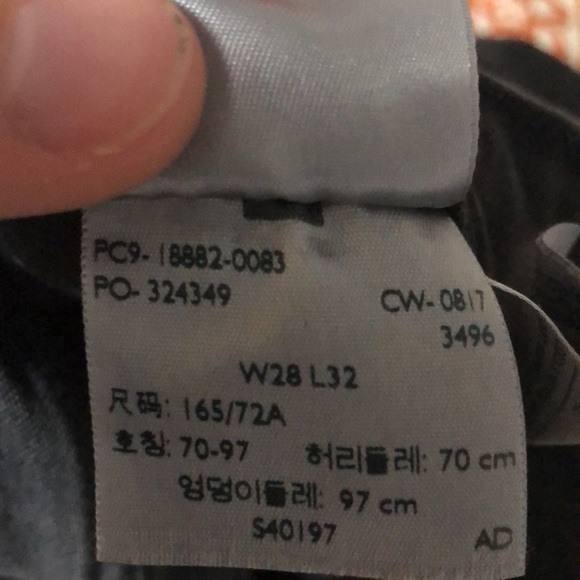 PC9-18882-0083
PO-324349
CW-0817
3496
W28 L32
尺码: 165/72A
호칭: 70-97 허리둘레: 70 cm
엉덩이둘레: 97 cm
S40197
AD